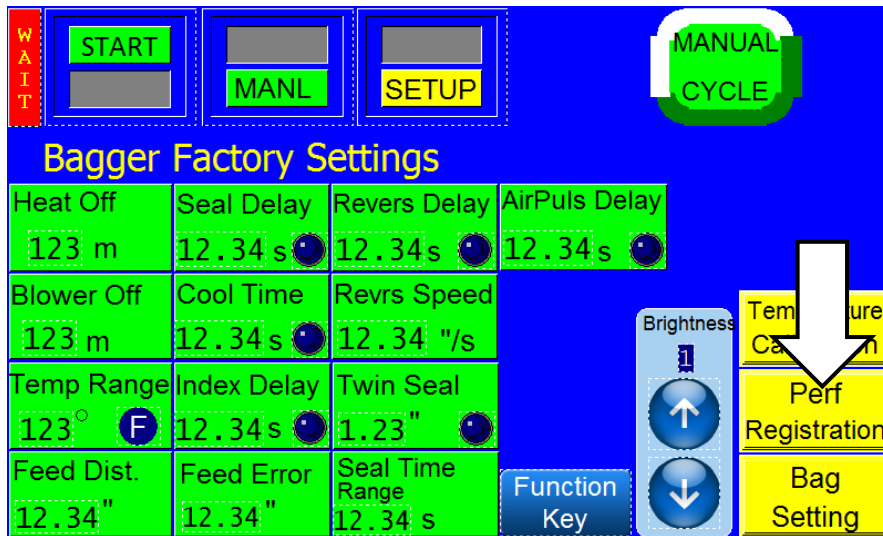 WAIT
START
MANL
SETUP
MANUAL
CYCLE
Bagger Factory Settings
Heat Off
123 m
Seal Delay
12.34 s
Revers Delay
12.34 s
AirPuls Delay
12.34 s
Blower Off
123 m
Cool Time
12.34 s
Revrs Speed
12.34 "/s
Temp Range
123° F
Index Delay
12.34 s
Twin Seal
1.23"
Feed Dist.
12.34"
Feed Error
12.34"
Seal Time
Range
12.34 s
Function
Key
Brightness
1
Perf
Registration
Bag
Setting